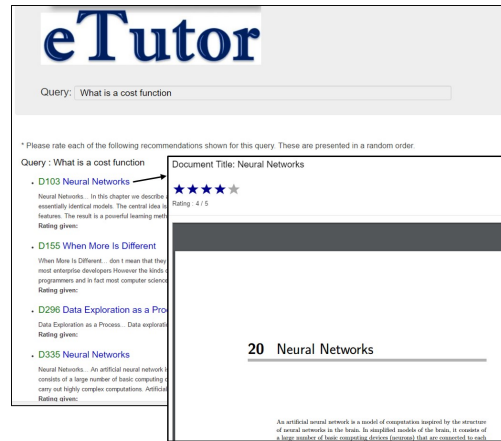 eTutor
Query: What is a cost function
* Please rate each of the following recommendations shown for this query. These are presented in a random order.
Query : What is a cost function
• D103 Neural Networks
Neural Networks... In this chapter we describe
essentially identical models. The central idea is
features. The result is a powerful learning meth
Rating given:
• D155 When More Is Different
When More Is Different... don t mean that they
most enterprise developers However the kinds
programmers and in fact most computer science
Rating given:
• D296 Data Exploration as a Pro
Data Exploration as a Process... Data explorati
Rating given:
• D335 Neural Networks
Neural Networks... An artificial neural network i
consists of a large number of basic computing
carry out highly complex computations. Artificial
Rating given:
Document Title: Neural Networks
Rating : 4 / 5
20 Neural Networks
An artificial neural network is a model of computation inspired by the structure
of neural networks in the brain. In simplified models of the brain, it consists of
a large number of basic computing devices (neurons) that are connected to each